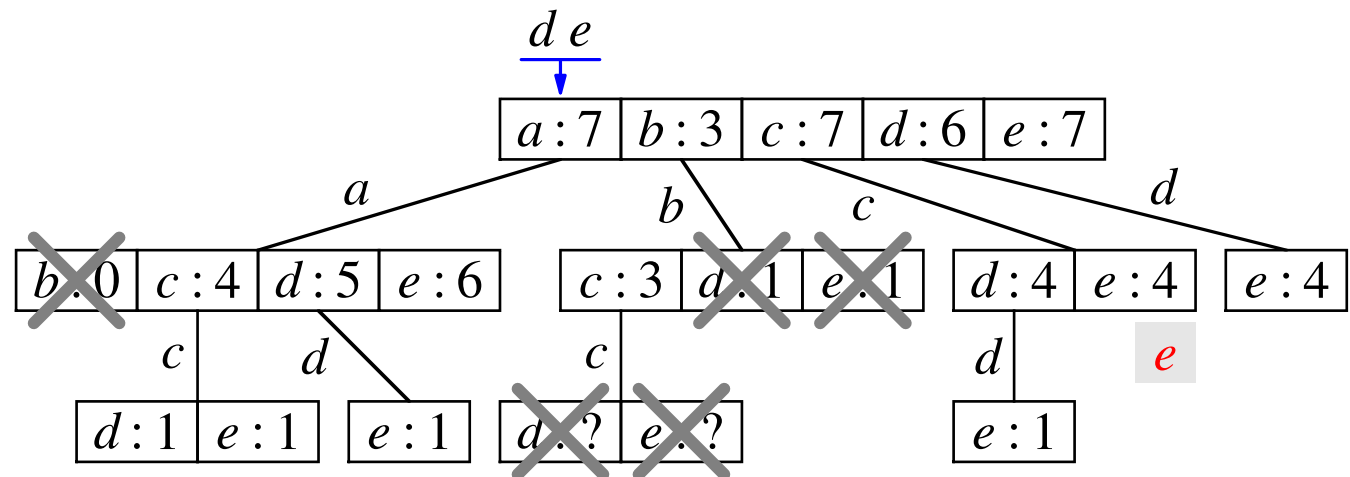 d e
a : 7 b : 3 c : 7 d : 6 e : 7
a b c d
b : 0 c : 4 d : 5 e : 6 c : 3 d : 1 e : 1 d : 4 e : 4 e : 4
c d c d e
d : 1 e : 1 e : 1 d : ? e : ? e : 1